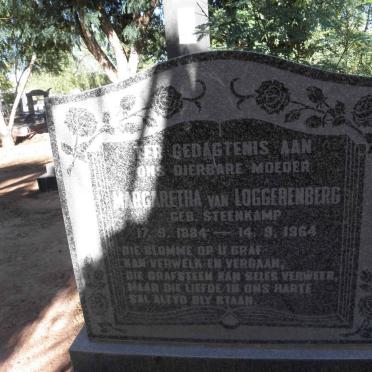 TER GEDAGTENIS AAN
ONS DIERBARE MOEDER
MARGARETHA VAN LOGGERENBERG
GEB. STEENKAMP
17. 9. 1884 — 14. 9. 1964
DIE BLOMME OP U GRAF
KAN VERWELK EN VERGAAN,
DIE GRAFSTEEN KAN SELFS VERWEER,
MAAR DIE LIEFDE IN ONS HARTE
SAL ALTYD BLY STAAN.